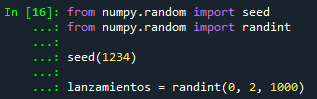 In [16]: from numpy.random import seed
...: from numpy.random import randint
...:
...: seed(1234)
...:
...: lanzamientos = randint(0, 2, 1000)